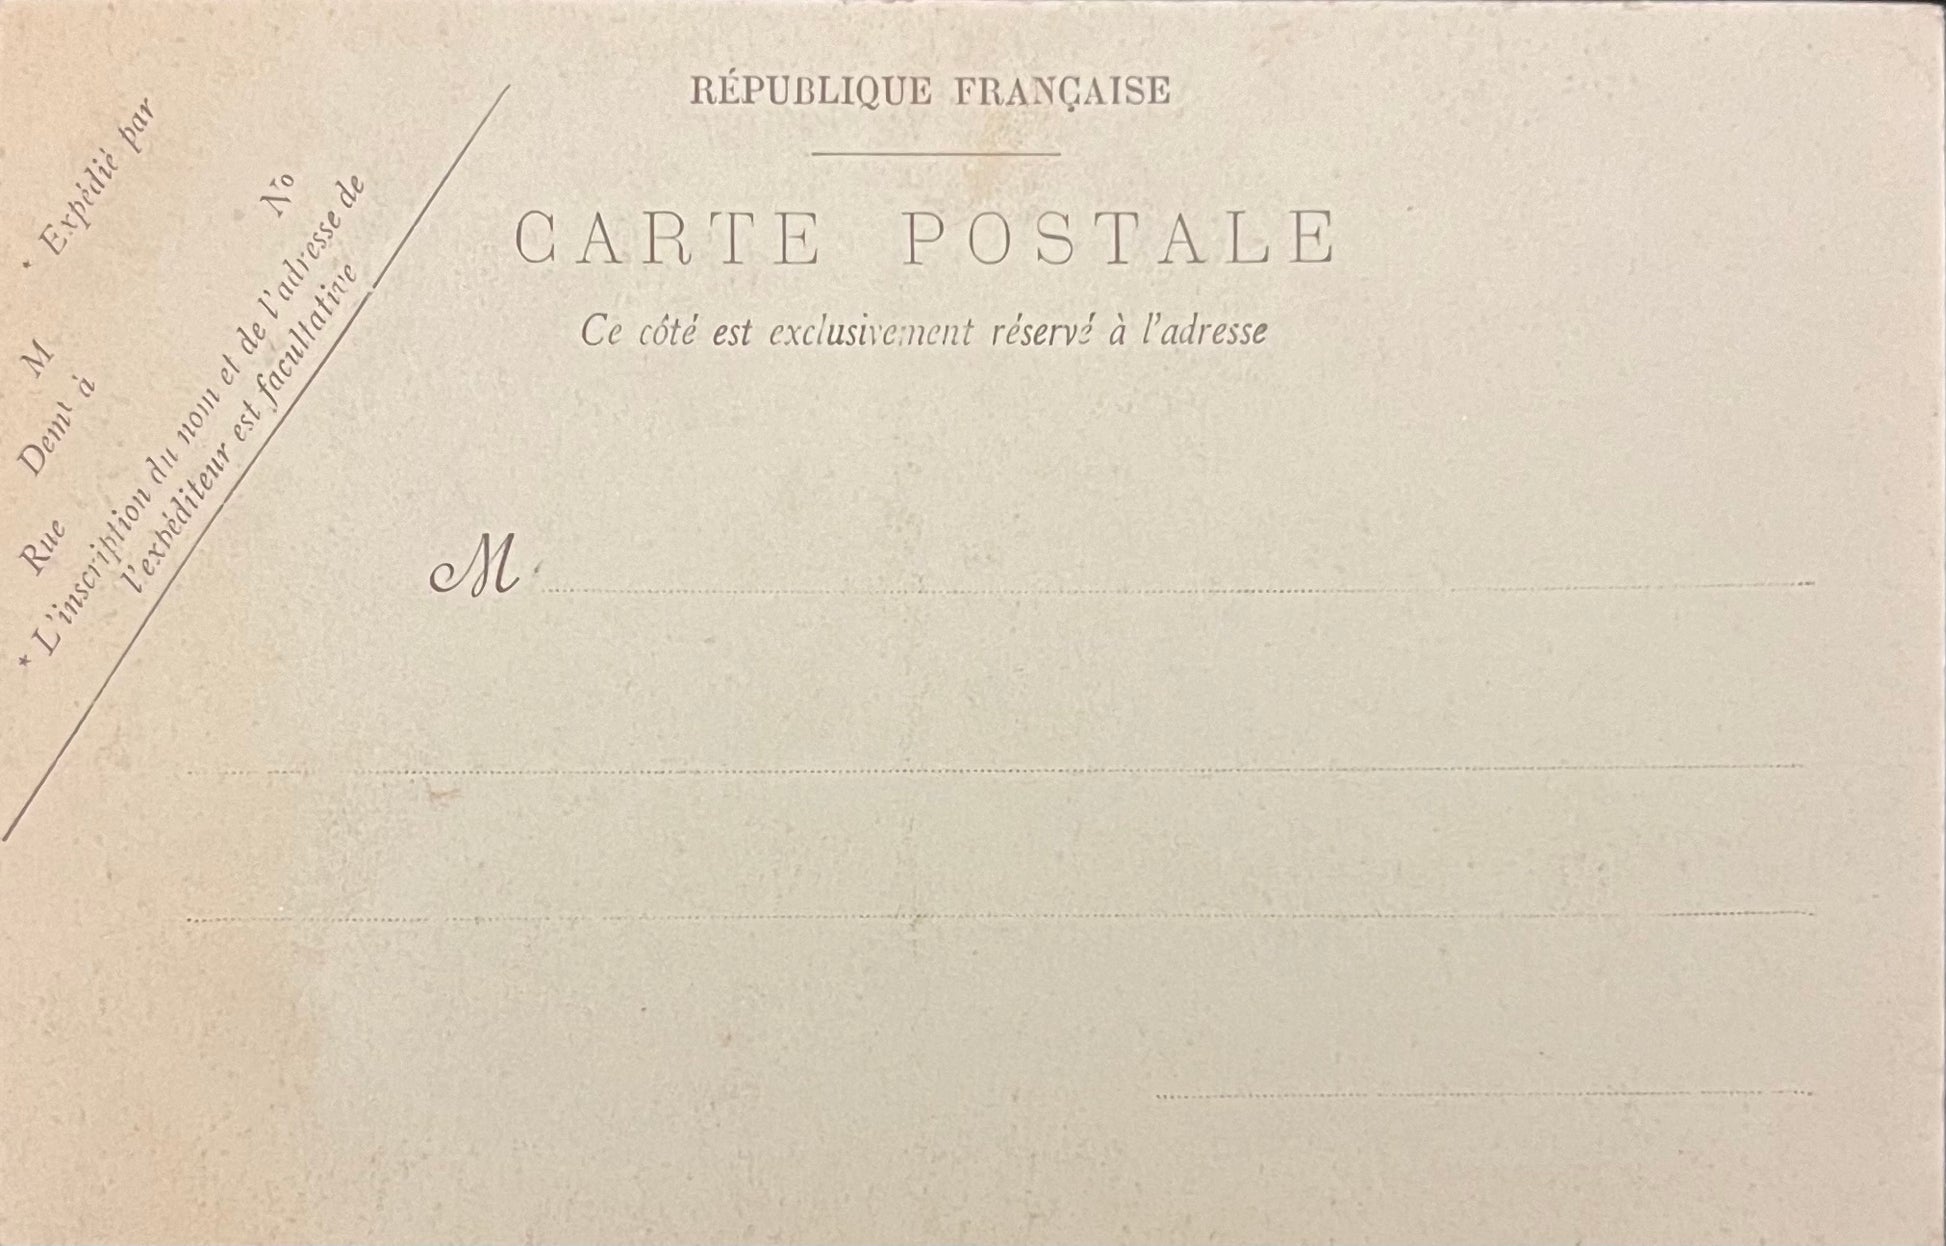 RÉPUBLIQUE FRANÇAISE
CARTE POSTALE
Ce côté est exclusivement réservé à l'adresse
* Expédié par
M
Demt à
Rue
No
* L'inscription du nom et de l'adresse de
l'expéditeur est facultative
M